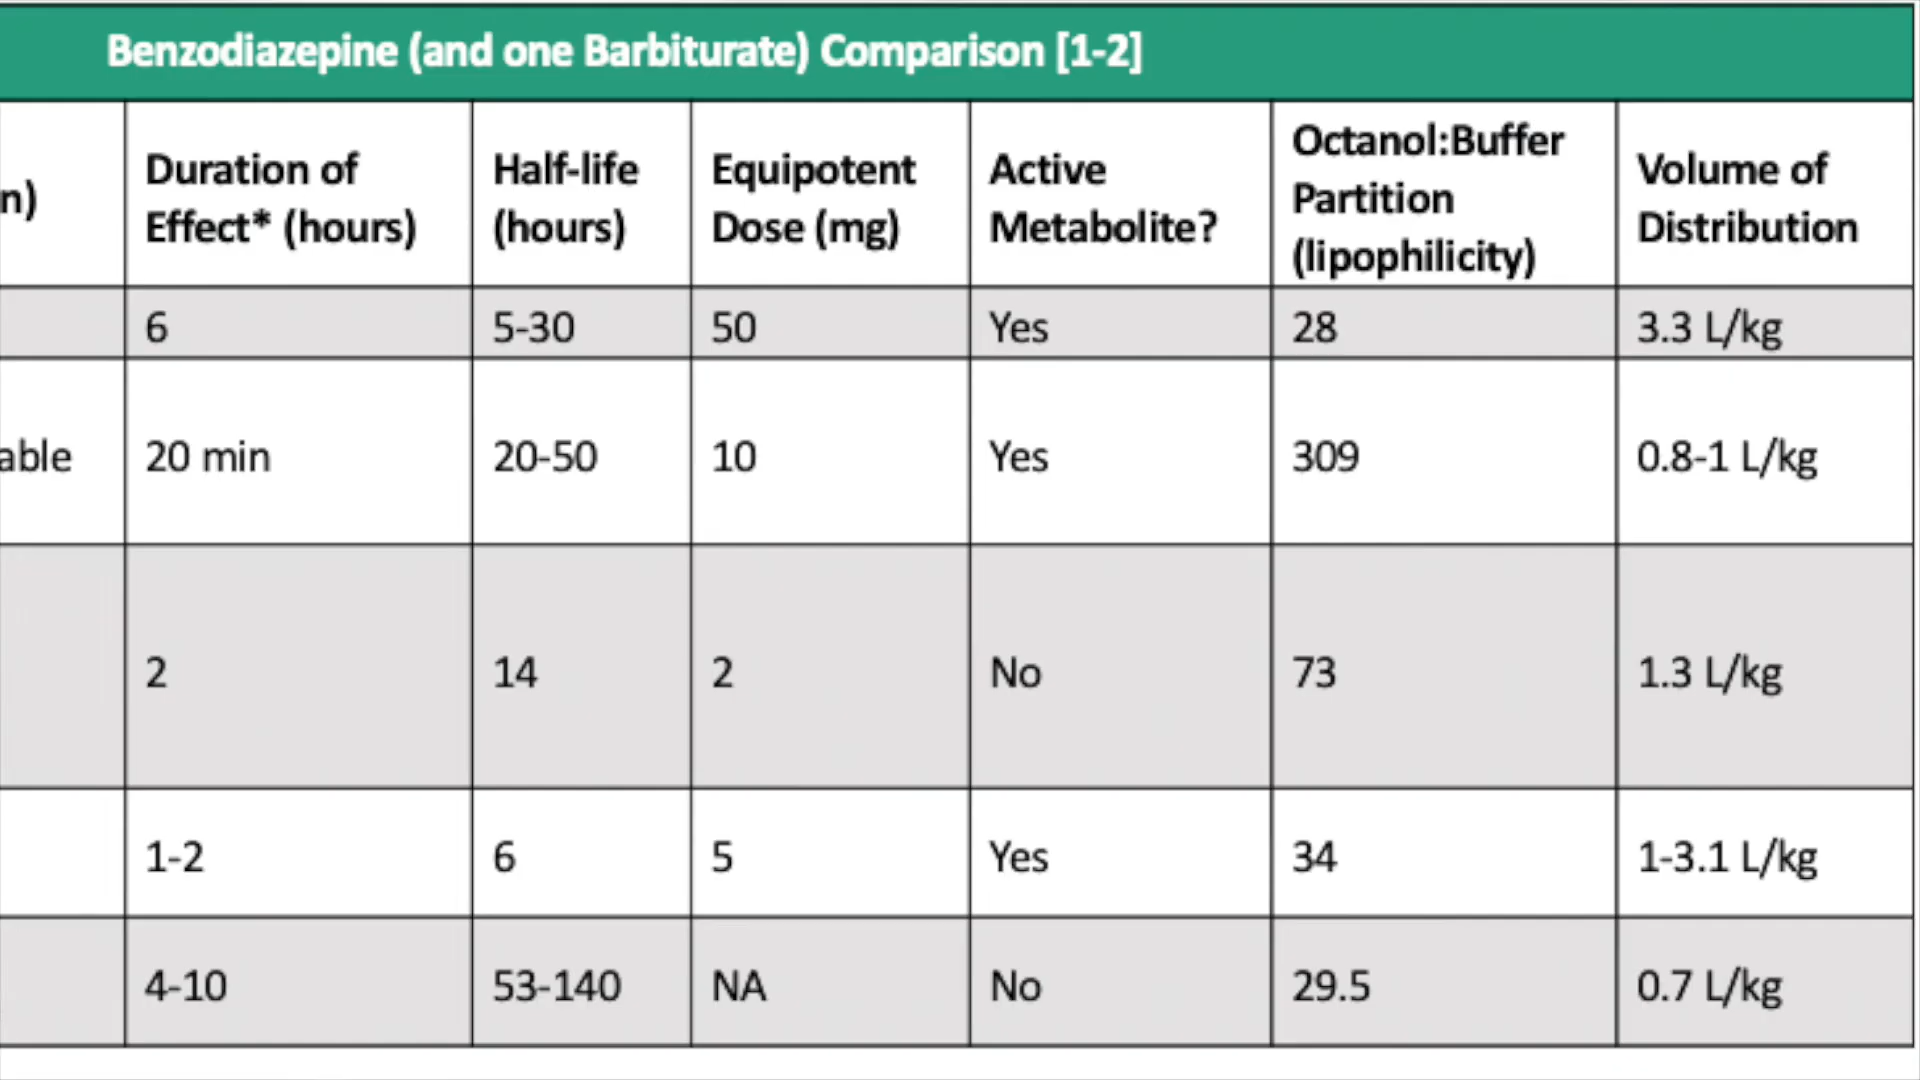 Benzodiazepine (and one Barbiturate) Comparison [1-2]
n) Duration of Effect* (hours) Half-life (hours) Equipotent Dose (mg) Active Metabolite? Octanol:Buffer Partition (lipophilicity) Volume of Distribution
6 5-30 50 Yes 28 3.3 L/kg
able 20 min 20-50 10 Yes 309 0.8-1 L/kg
2 14 2 No 73 1.3 L/kg
1-2 6 5 Yes 34 1-3.1 L/kg
4-10 53-140 NA No 29.5 0.7 L/kg